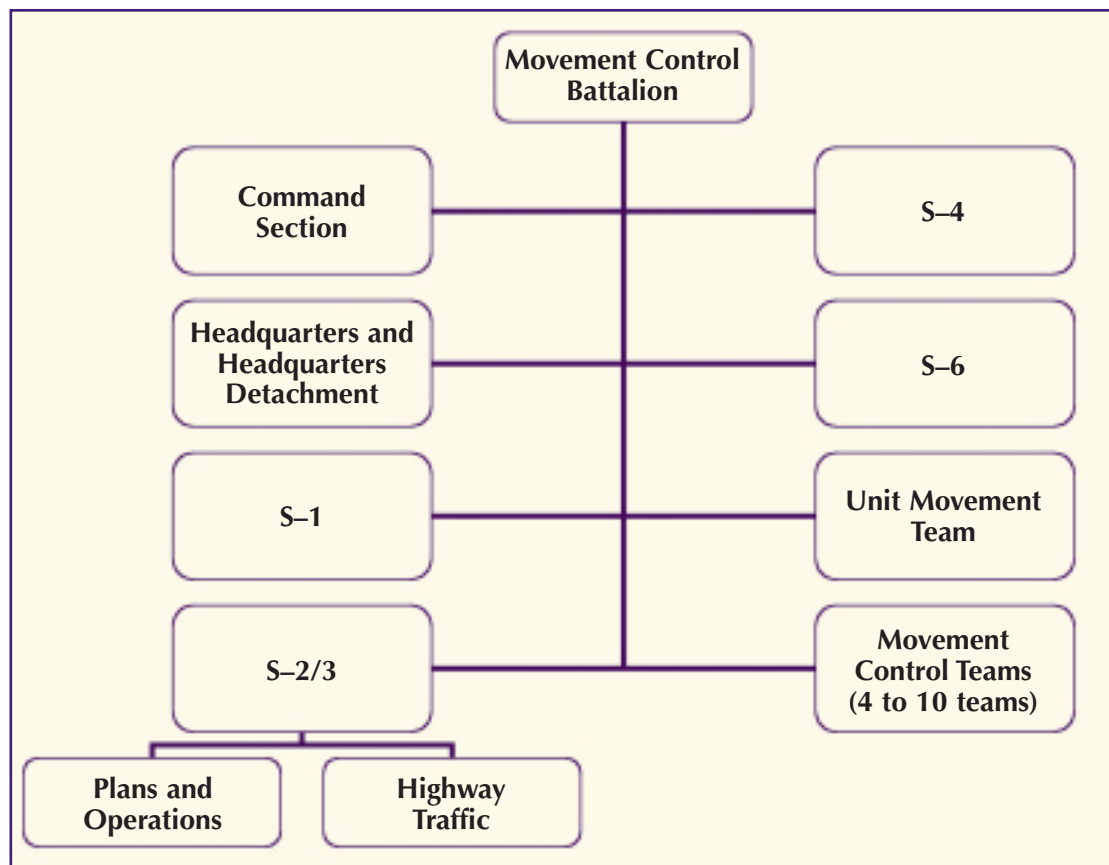 Movement Control
Battalion
Command
Section
S–4
Headquarters and
Headquarters
Detachment
S–6
S–1
Unit Movement
Team
S–2/3
Movement
Control Teams
(4 to 10 teams)
Plans and
Operations
Highway
Traffic